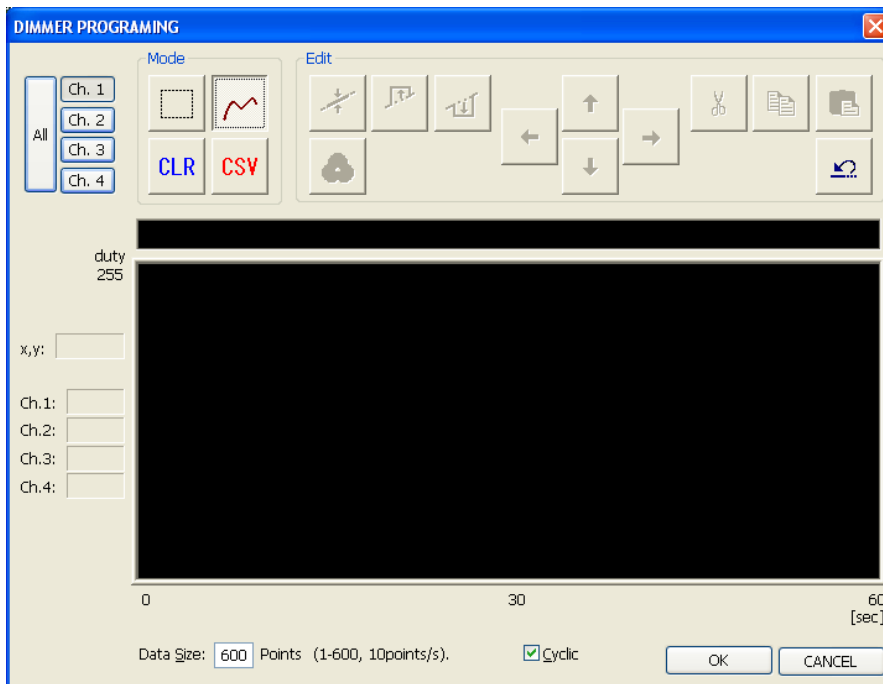 DIMMER PROGRAMING
Mode
Edit
All
Ch. 1
Ch. 2
Ch. 3
Ch. 4
CLR
CSV
duty
255
x,y:
Ch.1:
Ch.2:
Ch.3:
Ch.4:
0 30 60
[sec]
Data Size: 600 Points (1-600, 10points/s). Cyclic
OK CANCEL